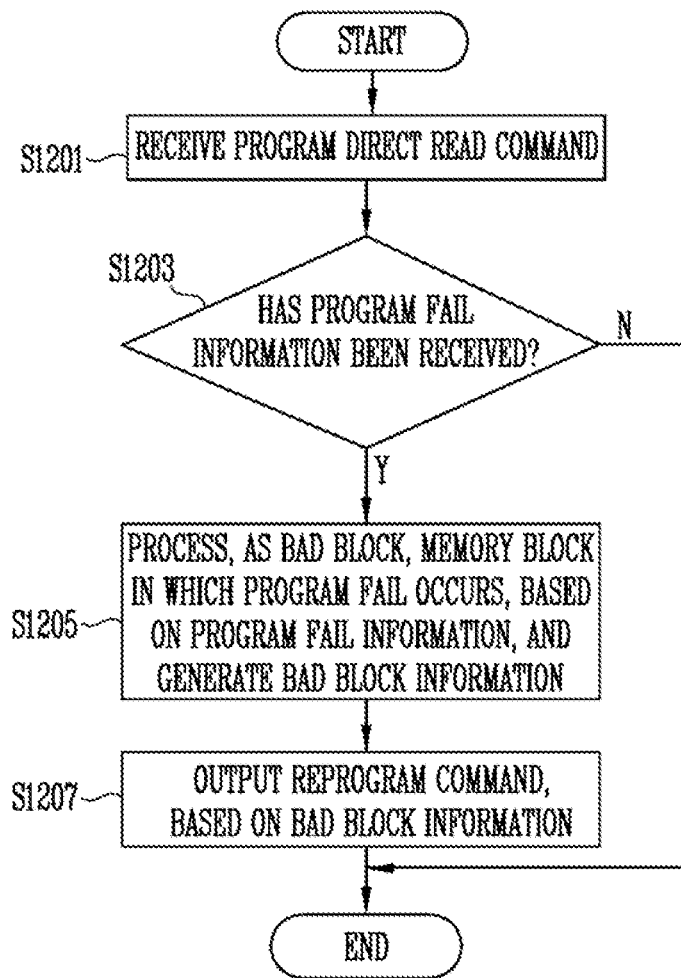 START
S1201
RECEIVE PROGRAM DIRECT READ COMMAND
S1203
HAS PROGRAM FAIL
INFORMATION BEEN RECEIVED?
N
Y
S1205
PROCESS, AS BAD BLOCK, MEMORY BLOCK
IN WHICH PROGRAM FAIL OCCURS, BASED
ON PROGRAM FAIL INFORMATION, AND
GENERATE BAD BLOCK INFORMATION
S1207
OUTPUT REPROGRAM COMMAND,
BASED ON BAD BLOCK INFORMATION
END